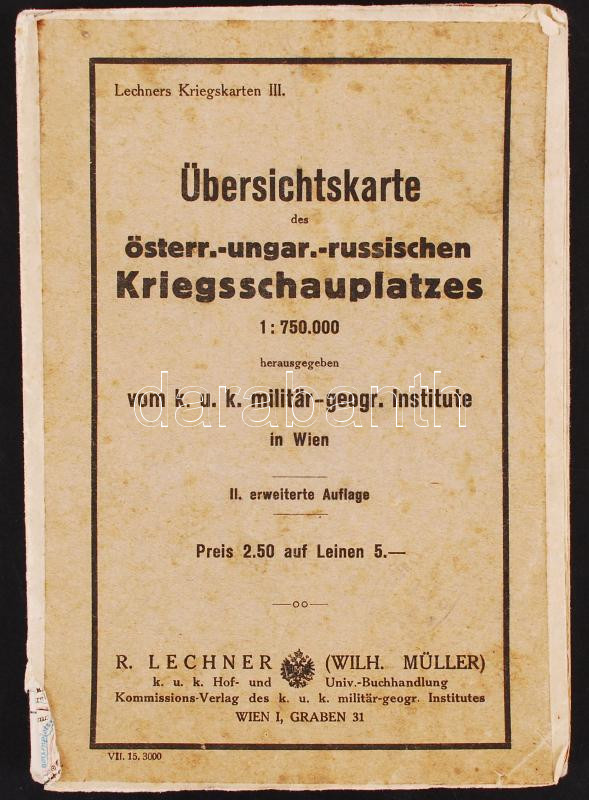 Lechners Kriegskarten III.
Übersichtskarte
des
österr.-ungar.-russischen
Kriegsschauplatzes
1 : 750.000
herausgegeben
vom k. u. k. militär-geogr. Institute
darabanth
in Wien
II. erweiterte Auflage
Preis 2.50 auf Leinen 5.—
R. LECHNER (WILH. MÜLLER)
k. u. k. Hof- und Univ.-Buchhandlung
Kommissions-Verlag des k. u. k. militär-geogr. Institutes
WIEN I, GRABEN 31
VII. 15. 3000